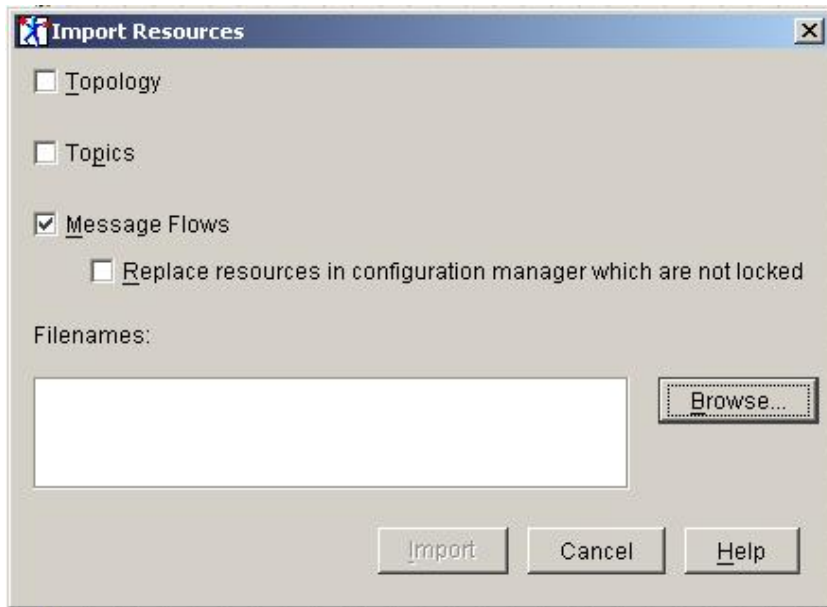 Import Resources
Topology
Topics
Message Flows
Replace resources in configuration manager which are not locked
Filenames:
Browse...
Import
Cancel
Help